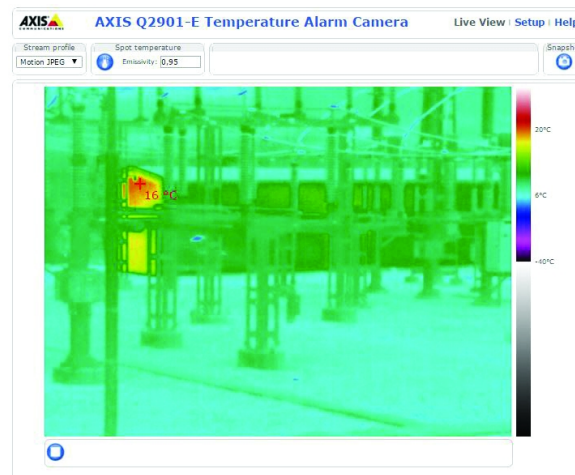 AXIS
COMMUNICATIONS
AXIS Q2901-E Temperature Alarm Camera
Live View | Setup | Help
Stream profile
Spot temperature
Snapsh
Motion JPEG ▼
Emissivity: 0.95
20°C
16 °C
6°C
-40°C